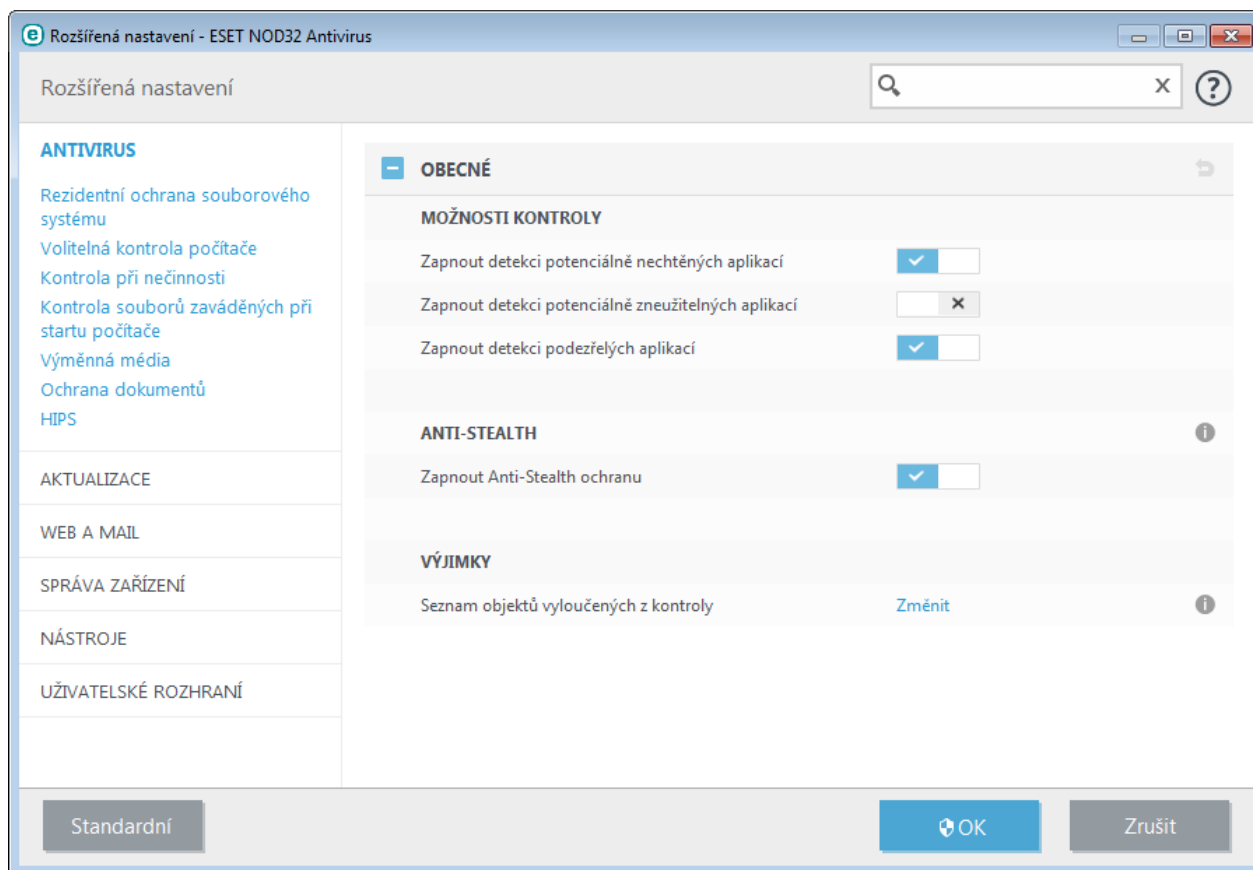 Rozšířená nastavení - ESET NOD32 Antivirus
Rozšířená nastavení
ANTIVIRUS
Rezidentní ochrana souborového
systému
Volitelná kontrola počítače
Kontrola při nečinnosti
Kontrola souborů zaváděných při
startu počítače
Výměnná média
Ochrana dokumentů
HIPS
AKTUALIZACE
WEB A MAIL
SPRÁVA ZAŘÍZENÍ
NÁSTROJE
UŽIVATELSKÉ ROZHRANÍ
OBECNÉ
MOŽNOSTI KONTROLY
Zapnout detekci potenciálně nechtěných aplikací
Zapnout detekci potenciálně zneužitelných aplikací
Zapnout detekci podezřelých aplikací
ANTI-STEALTH
Zapnout Anti-Stealth ochranu
VÝJIMKY
Seznam objektů vyloučených z kontroly Změnit
Standardní
OK
Zrušit